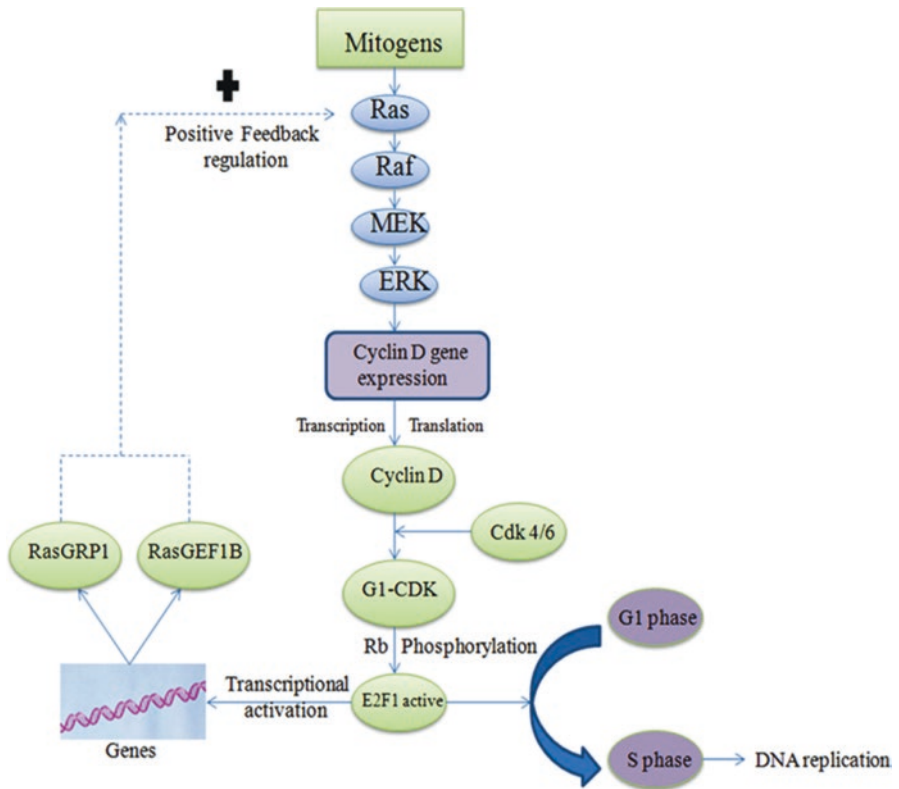 Mitogens
Ras
Positive Feedback
regulation
Raf
MEK
ERK
Cyclin D gene
expression
Transcription Translation
Cyclin D
Cdk 4/6
RasGRP1
RasGEF1B
G1-CDK
G1 phase
Rb Phosphorylation
Transcriptional
activation
E2F1 active
Genes
S phase
DNA replication